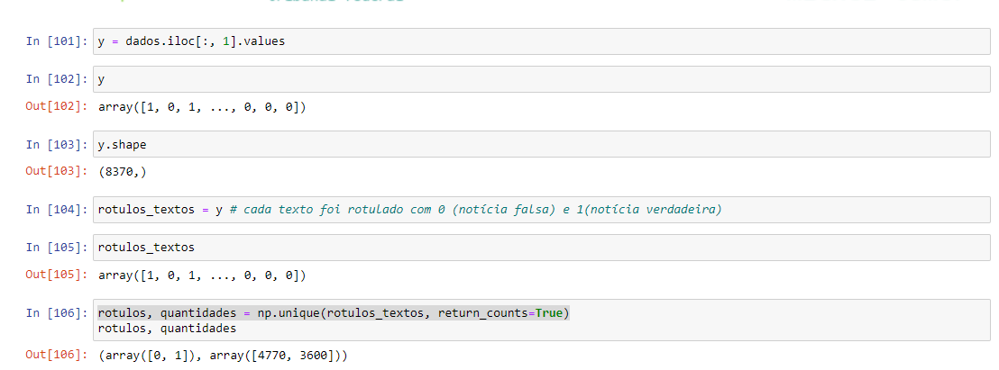 In [101]: y = dados.iloc[:, 1].values
In [102]: y
Out[102]: array([1, 0, 1, ..., 0, 0, 0])
In [103]: y.shape
Out[103]: (8370,)
In [104]: rotulos_textos = y # cada texto foi rotulado com 0 (notícia falsa) e 1(notícia verdadeira)
In [105]: rotulos_textos
Out[105]: array([1, 0, 1, ..., 0, 0, 0])
In [106]: rotulos, quantidades = np.unique(rotulos_textos, return_counts=True)
rotulos, quantidades
Out[106]: (array([0, 1]), array([4770, 3600]))